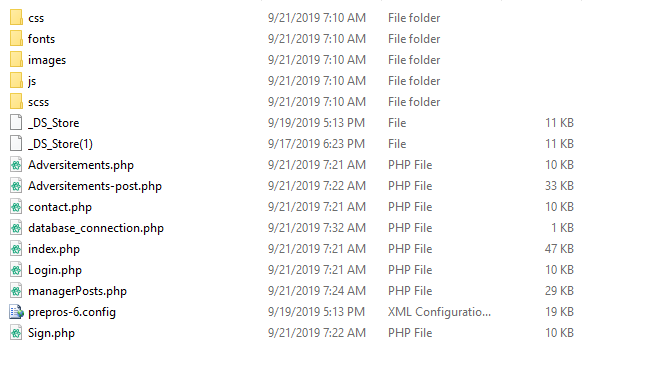 css 9/21/2019 7:10 AM File folder
fonts 9/21/2019 7:10 AM File folder
images 9/21/2019 7:10 AM File folder
js 9/21/2019 7:10 AM File folder
scss 9/21/2019 7:10 AM File folder
_DS_Store 9/19/2019 5:13 PM File 11 KB
_DS_Store(1) 9/17/2019 6:23 PM File 11 KB
Adversitements.php 9/21/2019 7:21 AM PHP File 10 KB
Adversitements-post.php 9/21/2019 7:22 AM PHP File 33 KB
contact.php 9/21/2019 7:21 AM PHP File 10 KB
database_connection.php 9/21/2019 7:32 AM PHP File 1 KB
index.php 9/21/2019 7:21 AM PHP File 47 KB
Login.php 9/21/2019 7:21 AM PHP File 10 KB
managerPosts.php 9/21/2019 7:24 AM PHP File 29 KB
prepros-6.config 9/19/2019 5:13 PM XML Configuratio... 19 KB
Sign.php 9/21/2019 7:22 AM PHP File 10 KB